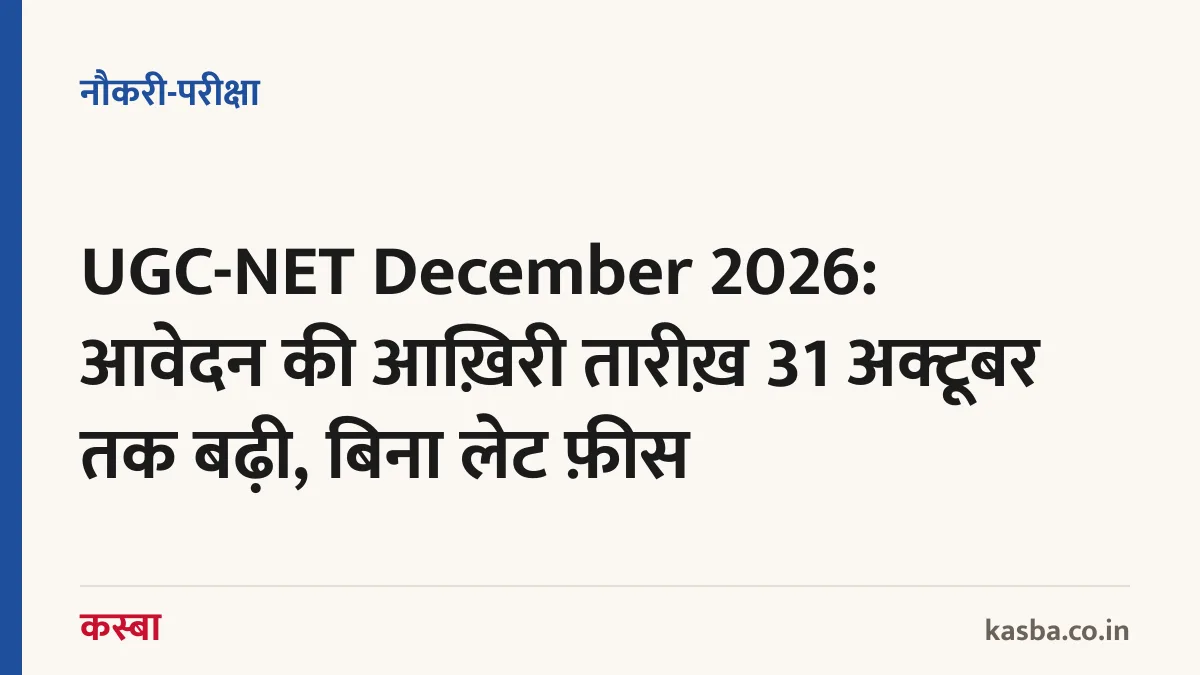 नौकरी-परीक्षा
UGC-NET December 2026:
आवेदन की आख़िरी तारीख़ 31 अक्टूबर
तक बढ़ी, बिना लेट फ़ीस
कस्बा
kasba.co.in